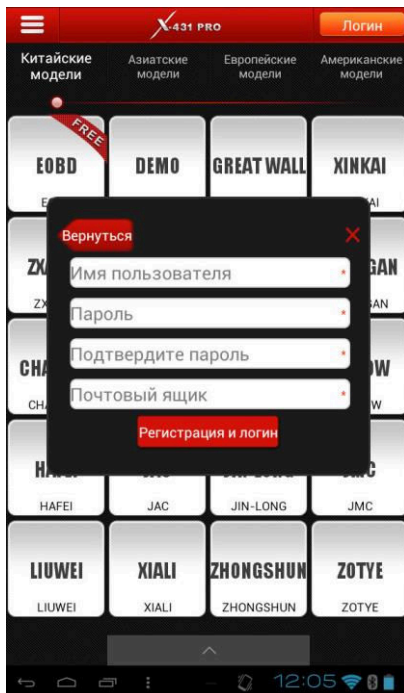 X-431 PRO
Логин
Китайские модели
Азиатские модели
Европейские модели
Американские модели
FREE
EOBD
DEMO
GREAT WALL
XINKAI
Вернуться
Имя пользователя *
Пароль *
Подтвердите пароль *
Почтовый ящик *
Регистрация и логин
HAFEI
JAC
JIN-LONG
JMC
LIUWEI
XIALI
ZHONGSHUN
ZOTYE
LIUWEI
XIALI
ZHONGSHUN
ZOTYE
12:05